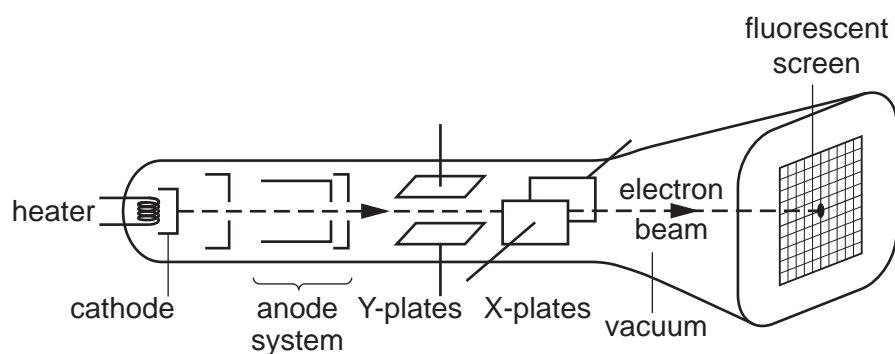 fluorescent
screen
heater
electron
beam
cathode
anode
system
Y-plates
X-plates
vacuum